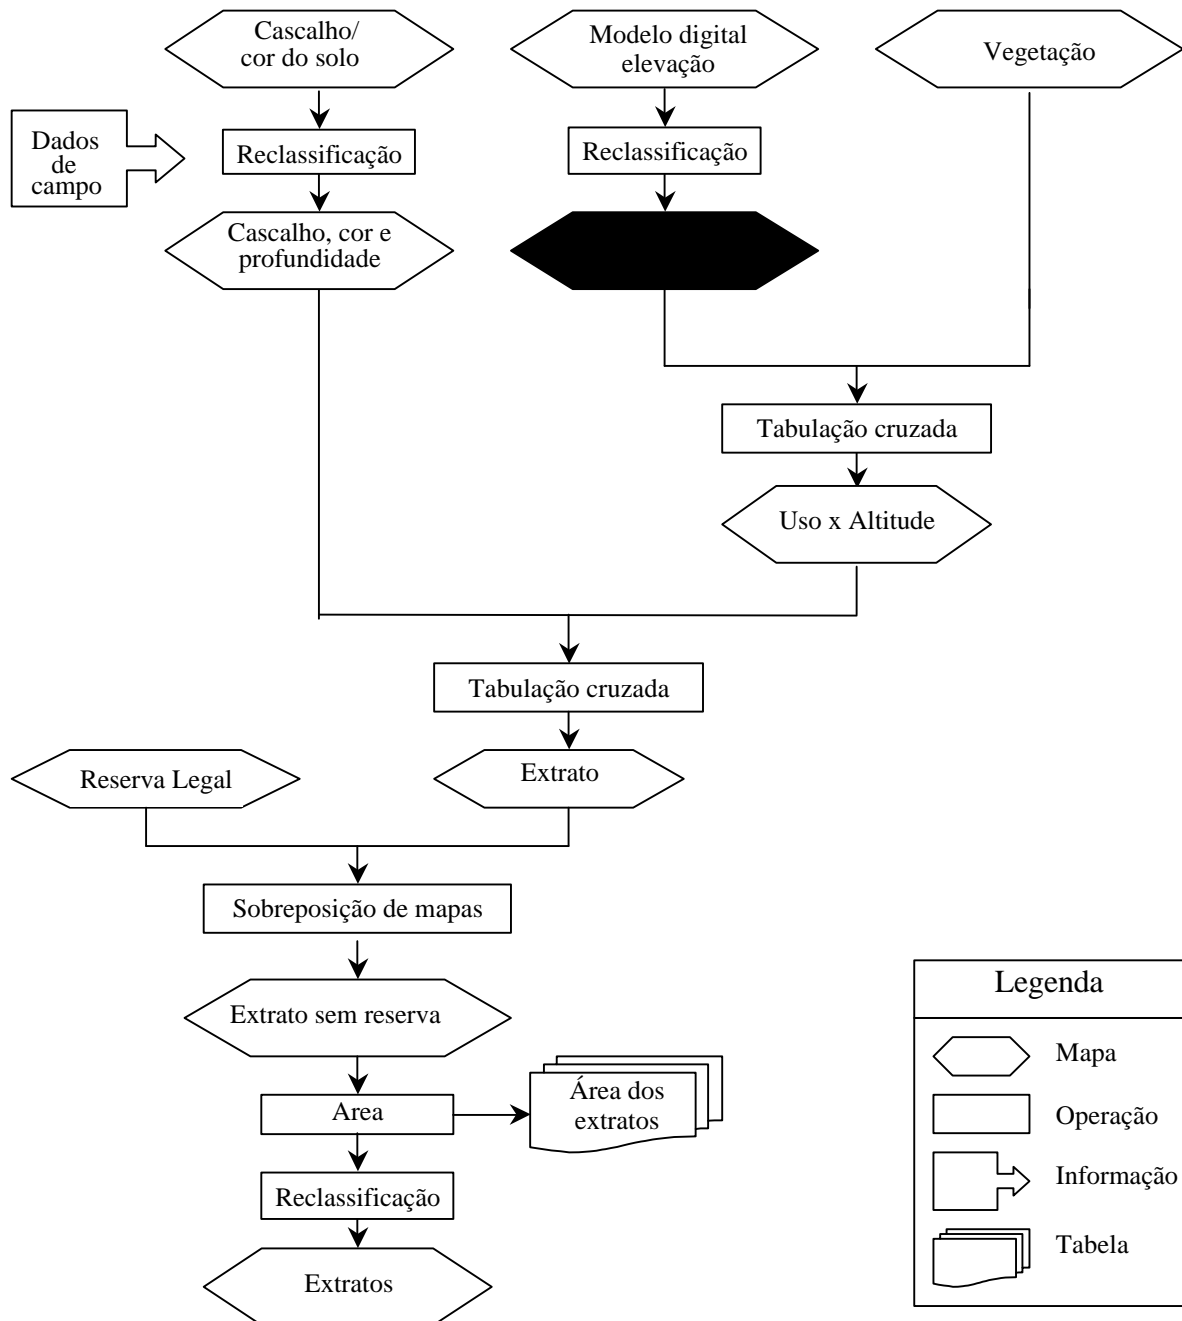 Cascalho/
cor do solo
Modelo digital
elevação
Vegetação
Dados
de
campo
Reclassificação
Reclassificação
Cascalho, cor e
profundidade
Tabulação cruzada
Uso x Altitude
Tabulação cruzada
Reserva Legal
Extrato
Sobreposição de mapas
Extrato sem reserva
Area
Área dos
extratos
Reclassificação
Extratos
Legenda
Mapa
Operação
Informação
Tabela